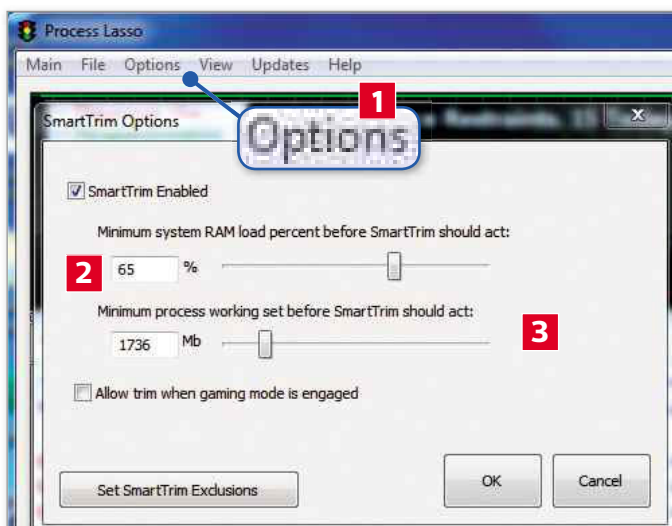 Process Lasso
Main File Options View Updates Help
1
SmartTrim Options
Options
x
SmartTrim Enabled
Minimum system RAM load percent before SmartTrim should act:
2
65 %
Minimum process working set before SmartTrim should act:
3
1736 Mb
Allow trim when gaming mode is engaged
Set SmartTrim Exclusions
OK Cancel